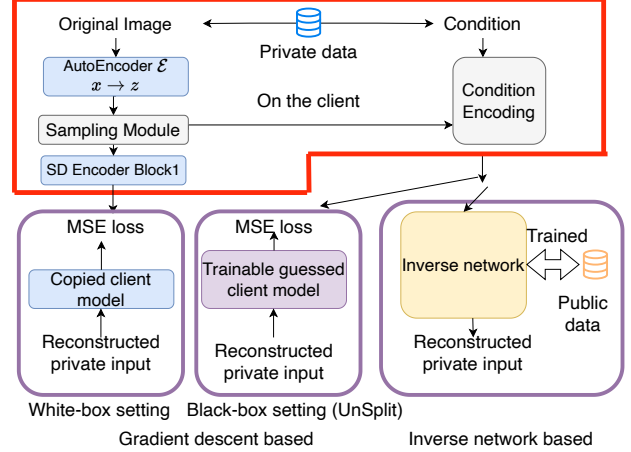 Original Image
Condition
Private data
AutoEncoder ℰ
x → z
On the client
Condition
Encoding
Sampling Module
SD Encoder Block1
MSE loss
Copied client
model
Reconstructed
private input
MSE loss
Trainable guessed
client model
Reconstructed
private input
Inverse network
Trained
Public
data
Reconstructed
private input
White-box setting
Black-box setting (UnSplit)
Gradient descent based
Inverse network based